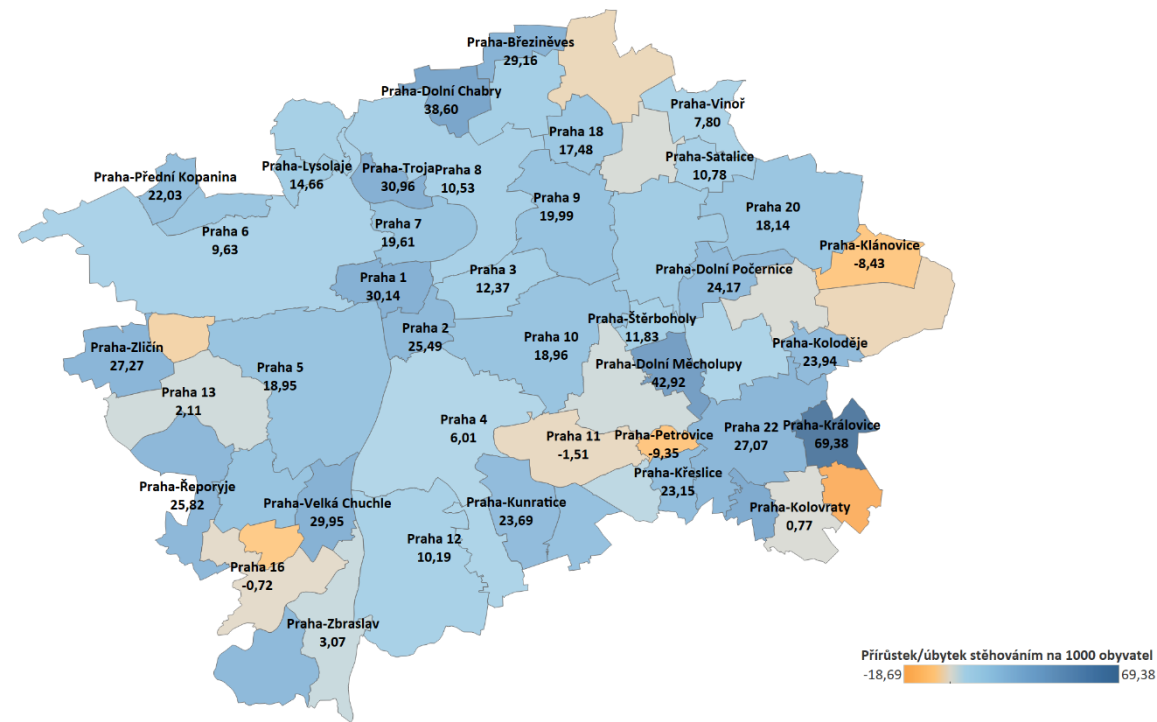 Praha-Březiněves
29,16
Praha-Dolní Chabry
38,60
Praha-Vinoř
7,80
Praha 18
17,48
Praha-Satalice
10,78
Praha-Lysolaje
14,66
Praha-Troja
30,96
Praha 8
10,53
Praha-Přední Kopanina
22,03
Praha 9
19,99
Praha 20
18,14
Praha 6
9,63
Praha 7
19,61
Praha-Klánovice
-8,43
Praha 3
12,37
Praha-Dolní Počernice
24,17
Praha 1
30,14
Praha-Štěrboholy
11,83
Praha 2
25,49
Praha 10
18,96
Praha-Zličín
27,27
Praha-Koloděje
23,94
Praha 5
18,95
Praha-Dolní Měcholupy
42,92
Praha 13
2,11
Praha 4
6,01
Praha 22
27,07
Praha-Královice
69,38
Praha 11
-1,51
Praha-Petrovice
-9,35
Praha-Křeslice
23,15
Praha-Řeporyje
25,82
Praha-Velká Chuchle
29,95
Praha-Kunratice
23,69
Praha-Kolovraty
0,77
Praha 12
10,19
Praha 16
-0,72
Praha-Zbraslav
3,07
Přírůstek/úbytek stěhováním na 1000 obyvatel
-18,69 69,38